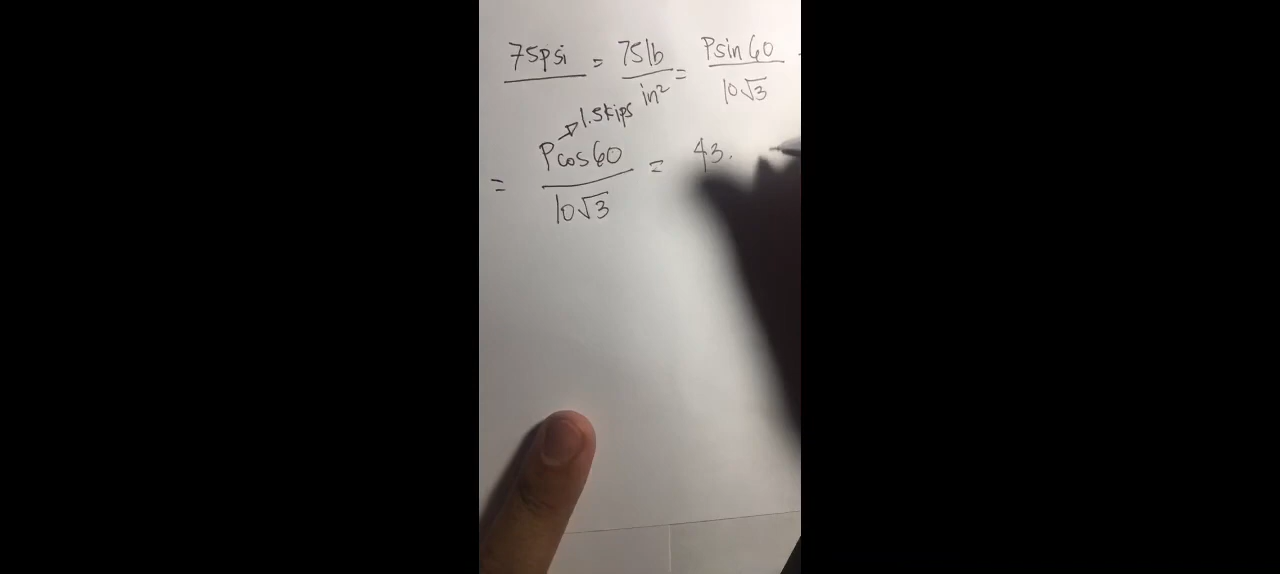 75psi = 75lb/in² = Psin60/10√3
→ 1.5kips
= Pcos60/10√3 = 43.